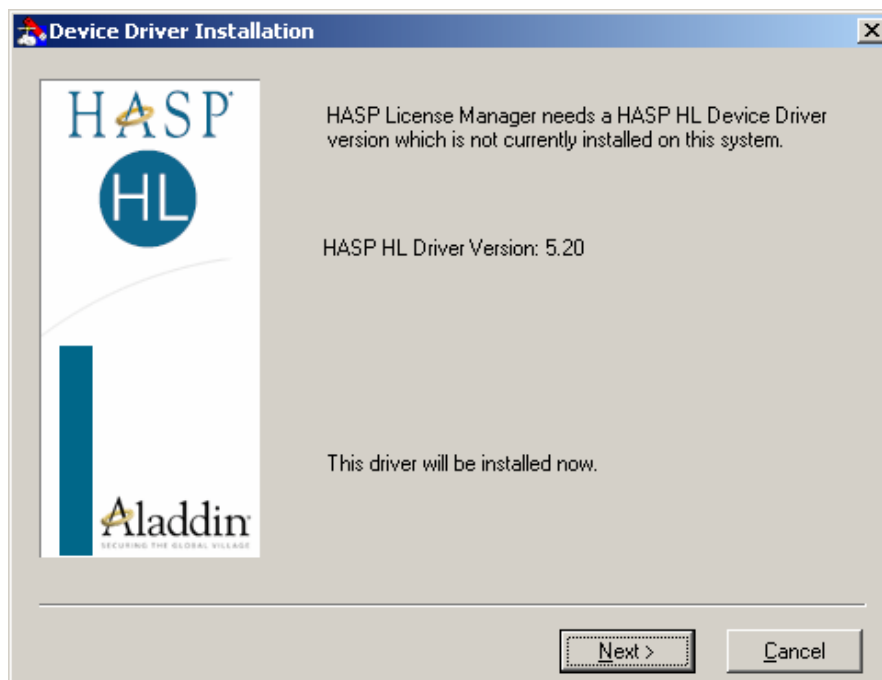 Device Driver Installation
HASP
HL
HASP License Manager needs a HASP HL Device Driver
version which is not currently installed on this system.
HASP HL Driver Version: 5.20
This driver will be installed now.
Aladdin
SECURING THE GLOBAL VILLAGE
Next >
Cancel